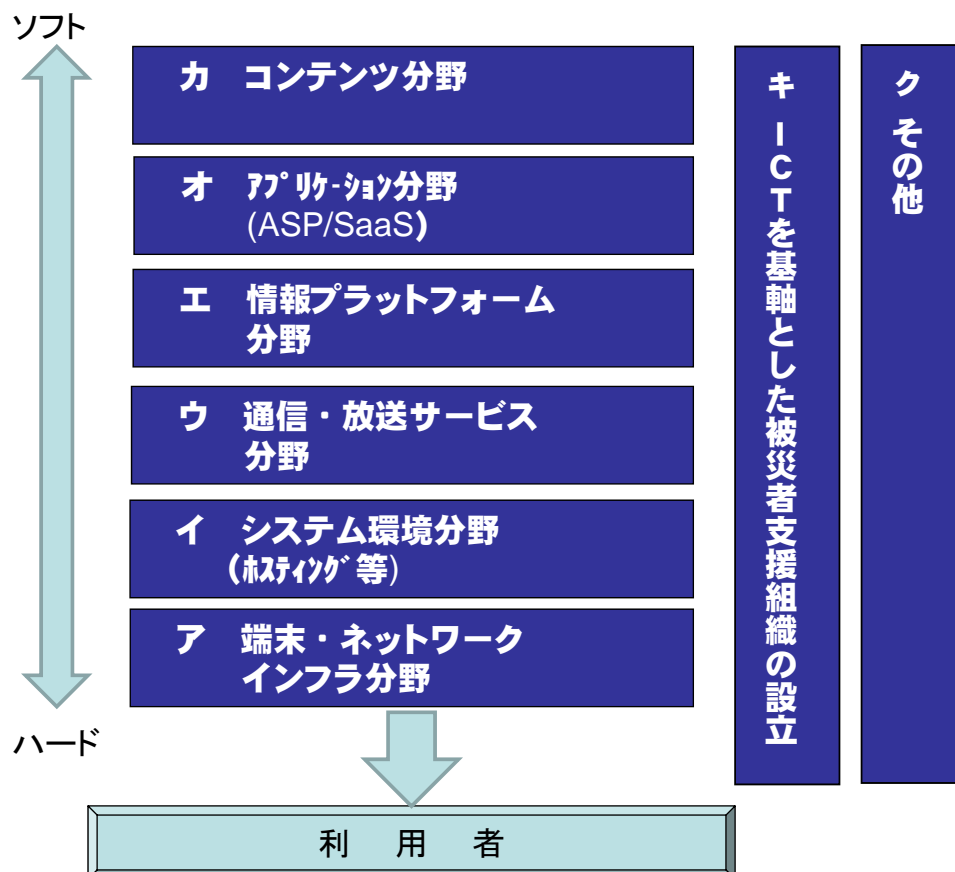 ソフト
カ コンテンツ分野
オ ｱﾌﾟﾘｹｰｼｮﾝ分野
(ASP/SaaS)
エ 情報プラットフォーム
分野
ウ 通信・放送サービス
分野
イ システム環境分野
(ﾎｽﾃｨﾝｸﾞ等)
ア 端末・ネットワーク
インフラ分野
ハード
利 用 者
キ ICTを基軸とした被災者支援組織の設立
ク その他